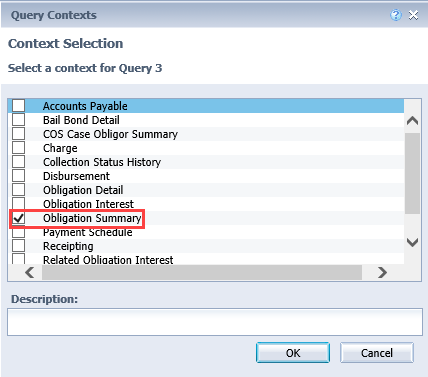 Query Contexts
Context Selection
Select a context for Query 3
Accounts Payable
Bail Bond Detail
COS Case Obligor Summary
Charge
Collection Status History
Disbursement
Obligation Detail
Obligation Interest
Obligation Summary
Payment Schedule
Receipting
Related Obligation Interest
Description:
OK Cancel